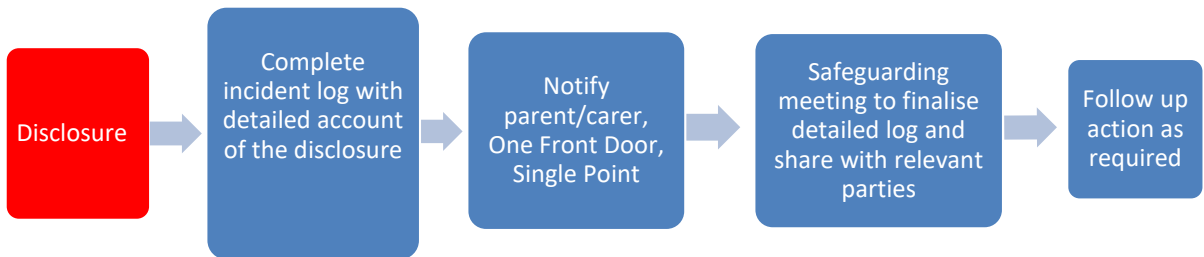 Disclosure
Complete
incident log with
detailed account
of the disclosure
Notify
parent/carer,
One Front Door,
Single Point
Safeguarding
meeting to finalise
detailed log and
share with relevant
parties
Follow up
action as
required